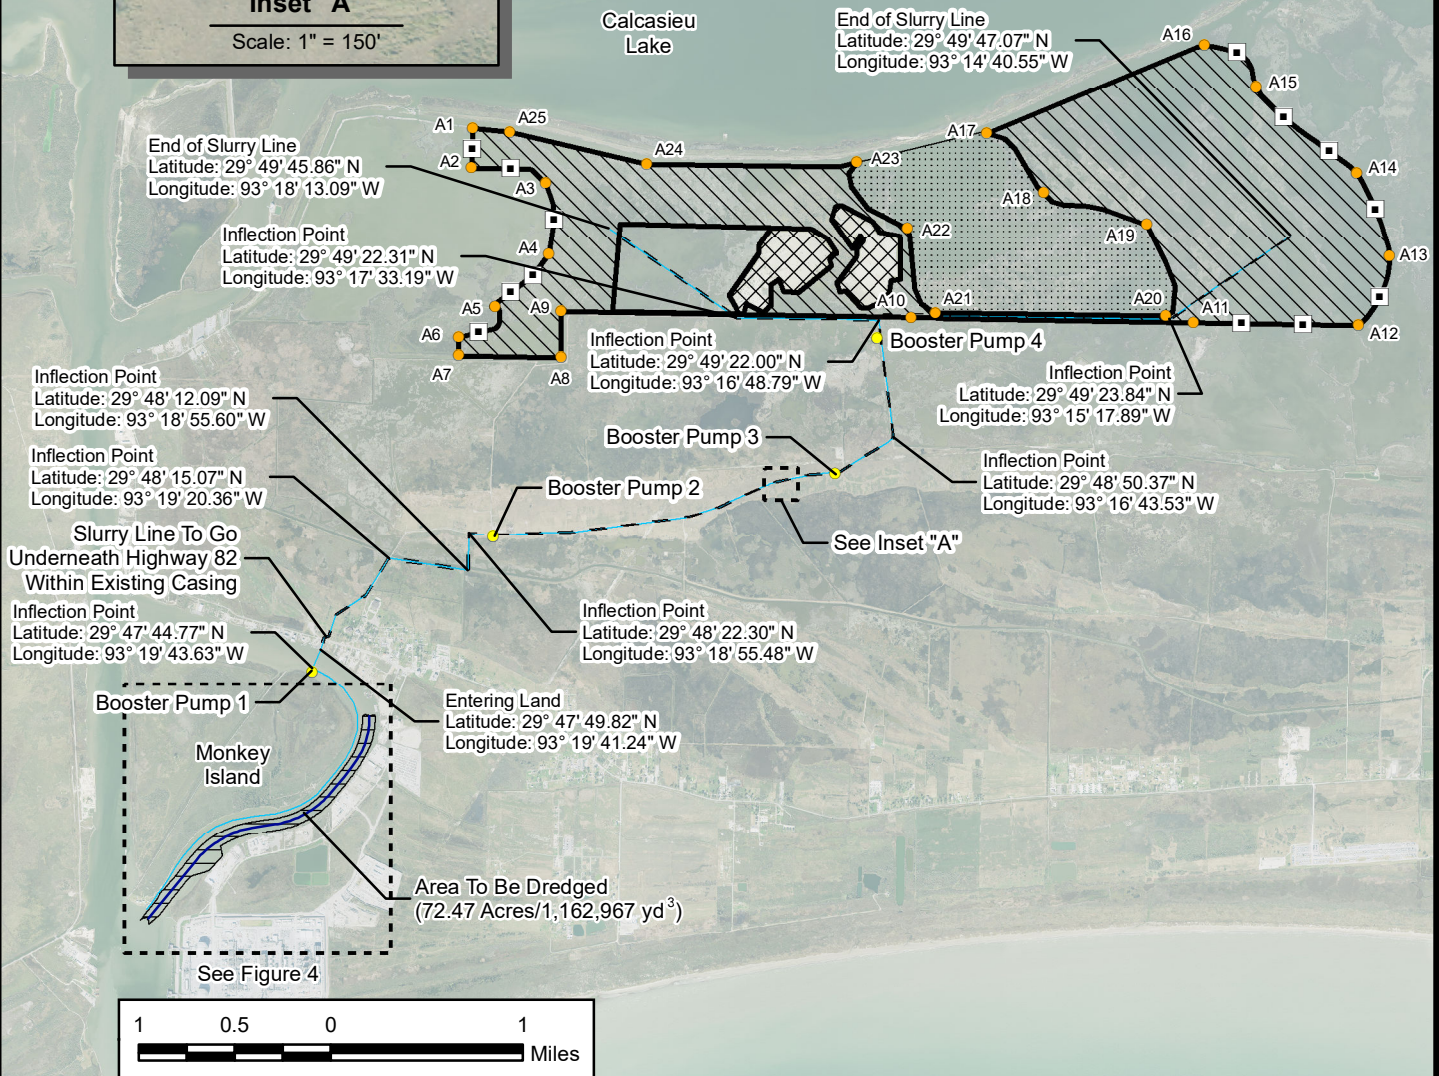 Inset "A"
Scale: 1" = 150'
Calcasieu
Lake
End of Slurry Line
Latitude: 29° 49' 47.07" N
Longitude: 93° 14' 40.55" W
A16
A15
A14
A13
A12
A11
A17
A18
A19
A20
A21
A22
A23
A24
A25
A1
A2
A3
A4
A5
A6
A7
A8
A9
A10
End of Slurry Line
Latitude: 29° 49' 45.86" N
Longitude: 93° 18' 13.09" W
Inflection Point
Latitude: 29° 49' 22.31" N
Longitude: 93° 17' 33.19" W
Inflection Point
Latitude: 29° 49' 22.00" N
Longitude: 93° 16' 48.79" W
Booster Pump 4
Inflection Point
Latitude: 29° 49' 23.84" N
Longitude: 93° 15' 17.89" W
Inflection Point
Latitude: 29° 48' 12.09" N
Longitude: 93° 18' 55.60" W
Booster Pump 3
Inflection Point
Latitude: 29° 48' 50.37" N
Longitude: 93° 16' 43.53" W
Inflection Point
Latitude: 29° 48' 15.07" N
Longitude: 93° 19' 20.36" W
Booster Pump 2
See Inset "A"
Slurry Line To Go
Underneath Highway 82
Within Existing Casing
Inflection Point
Latitude: 29° 47' 44.77" N
Longitude: 93° 19' 43.63" W
Inflection Point
Latitude: 29° 48' 22.30" N
Longitude: 93° 18' 55.48" W
Booster Pump 1
Entering Land
Latitude: 29° 47' 49.82" N
Longitude: 93° 19' 41.24" W
Monkey
Island
Area To Be Dredged
(72.47 Acres/1,162,967 yd³)
See Figure 4
1 0.5 0 1
Miles